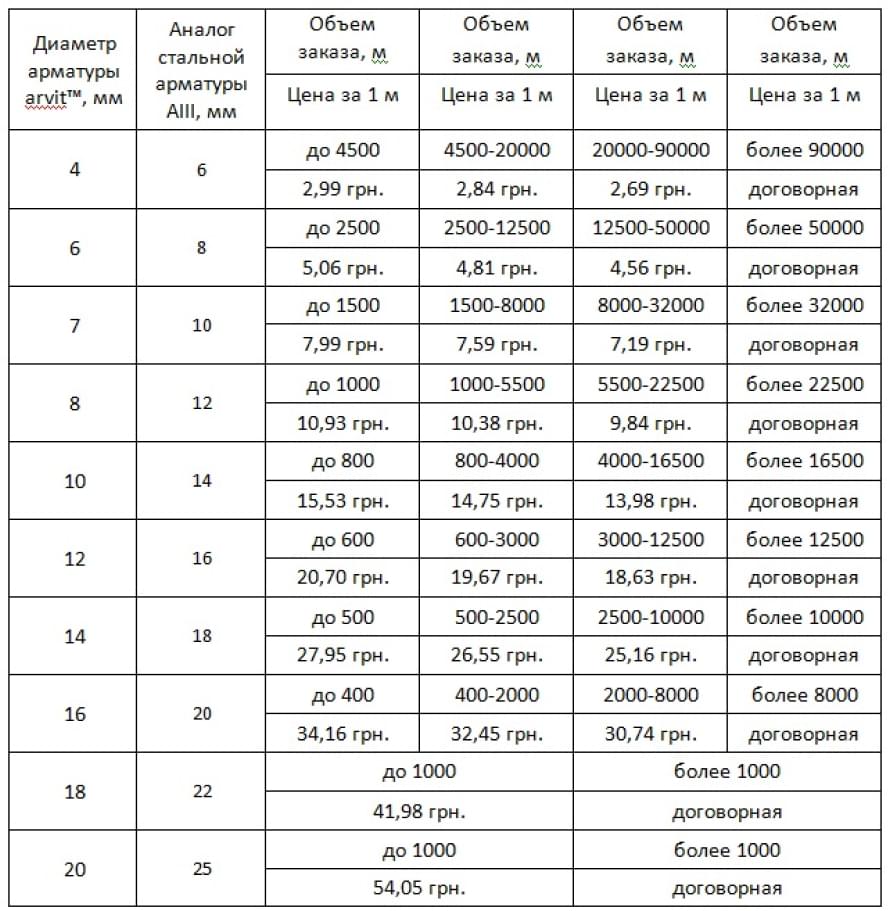 Диаметр арматуры arvit™, мм
Аналог стальной арматуры АIII, мм
Объем заказа, м
Объем заказа, м
Объем заказа, м
Объем заказа, м
Цена за 1 м
Цена за 1 м
Цена за 1 м
Цена за 1 м
4
6
до 4500
4500-20000
20000-90000
более 90000
2,99 грн.
2,84 грн.
2,69 грн.
договорная
6
8
до 2500
2500-12500
12500-50000
более 50000
5,06 грн.
4,81 грн.
4,56 грн.
договорная
7
10
до 1500
1500-8000
8000-32000
более 32000
7,99 грн.
7,59 грн.
7,19 грн.
договорная
8
12
до 1000
1000-5500
5500-22500
более 22500
10,93 грн.
10,38 грн.
9,84 грн.
договорная
10
14
до 800
800-4000
4000-16500
более 16500
15,53 грн.
14,75 грн.
13,98 грн.
договорная
12
16
до 600
600-3000
3000-12500
более 12500
20,70 грн.
19,67 грн.
18,63 грн.
договорная
14
18
до 500
500-2500
2500-10000
более 10000
27,95 грн.
26,55 грн.
25,16 грн.
договорная
16
20
до 400
400-2000
2000-8000
более 8000
34,16 грн.
32,45 грн.
30,74 грн.
договорная
18
22
до 1000
более 1000
41,98 грн.
договорная
20
25
до 1000
более 1000
54,05 грн.
договорная